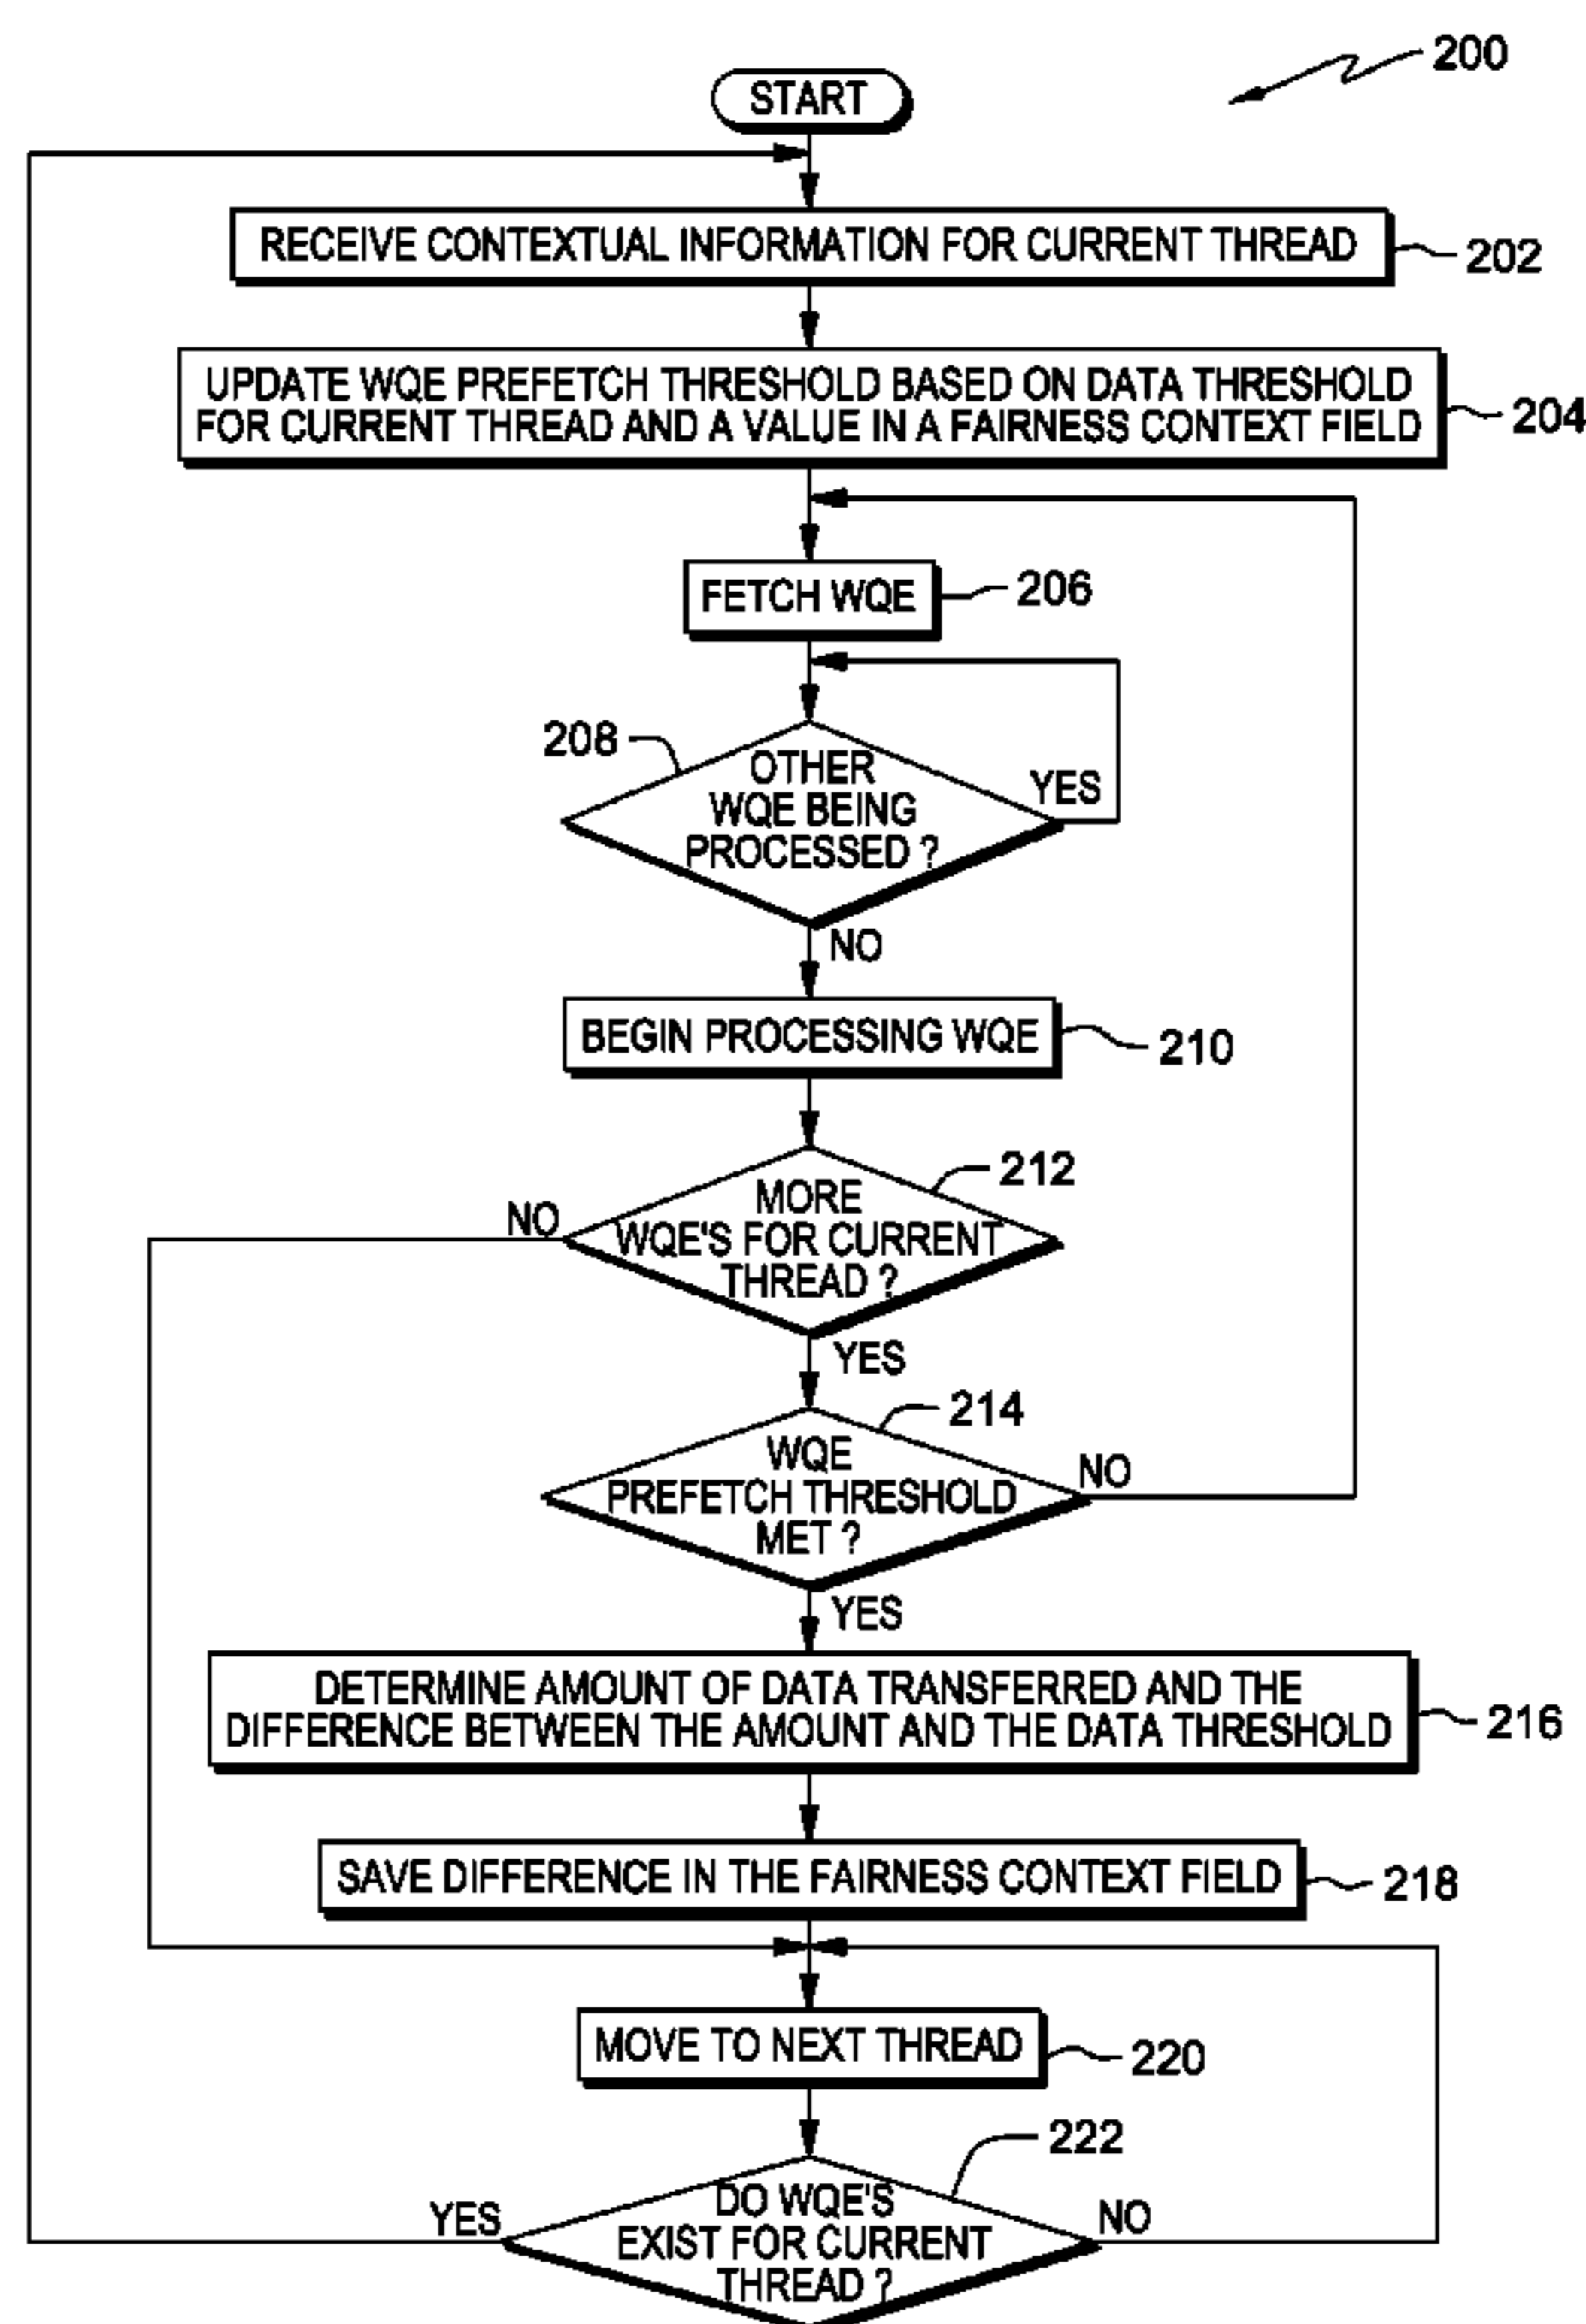 200
START
RECEIVE CONTEXTUAL INFORMATION FOR CURRENT THREAD
202
UPDATE WQE PREFETCH THRESHOLD BASED ON DATA THRESHOLD
FOR CURRENT THREAD AND A VALUE IN A FAIRNESS CONTEXT FIELD
204
FETCH WQE
206
208
OTHER
WQE BEING
PROCESSED ?
YES
NO
BEGIN PROCESSING WQE
210
212
MORE
WQE'S FOR CURRENT
THREAD ?
NO
YES
214
WQE
PREFETCH THRESHOLD
MET ?
NO
YES
DETERMINE AMOUNT OF DATA TRANSFERRED AND THE
DIFFERENCE BETWEEN THE AMOUNT AND THE DATA THRESHOLD
216
SAVE DIFFERENCE IN THE FAIRNESS CONTEXT FIELD
218
MOVE TO NEXT THREAD
220
222
DO WQE'S
EXIST FOR CURRENT
THREAD ?
YES
NO